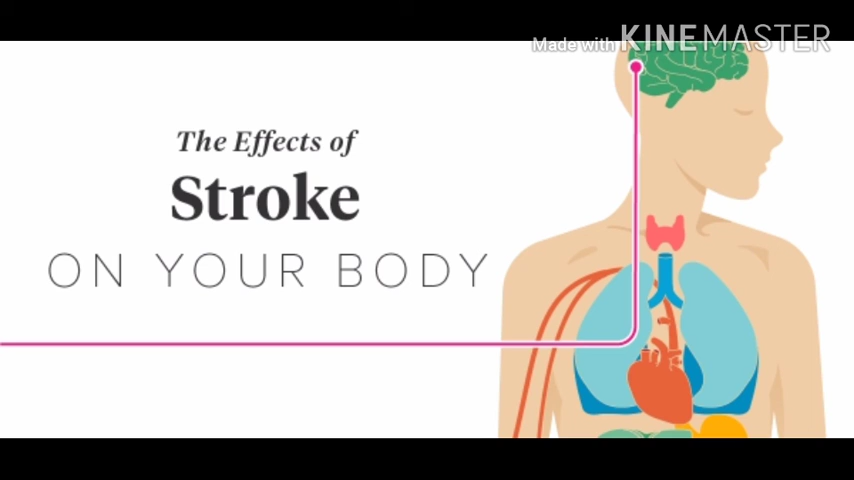 Made with KINEMASTER
The Effects of
Stroke
ON YOUR BODY